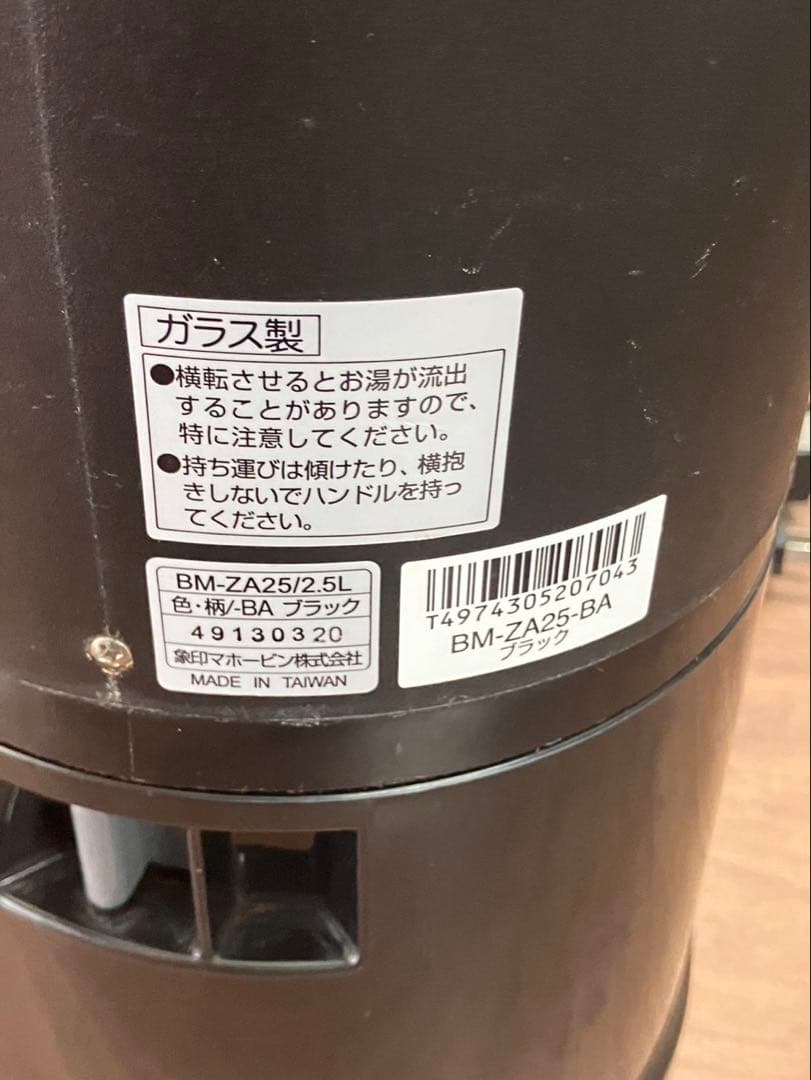 ガラス製
●横転させるとお湯が流出
することがありますので、
特に注意してください。
●持ち運びは傾けたり、横抱
きしないでハンドルを持っ
てください。
BM-ZA25/2.5L
色・柄/-BA ブラック
49130320
象印マホービン株式会社
MADE IN TAIWAN
T4974305207043
BM-ZA25-BA
ブラック